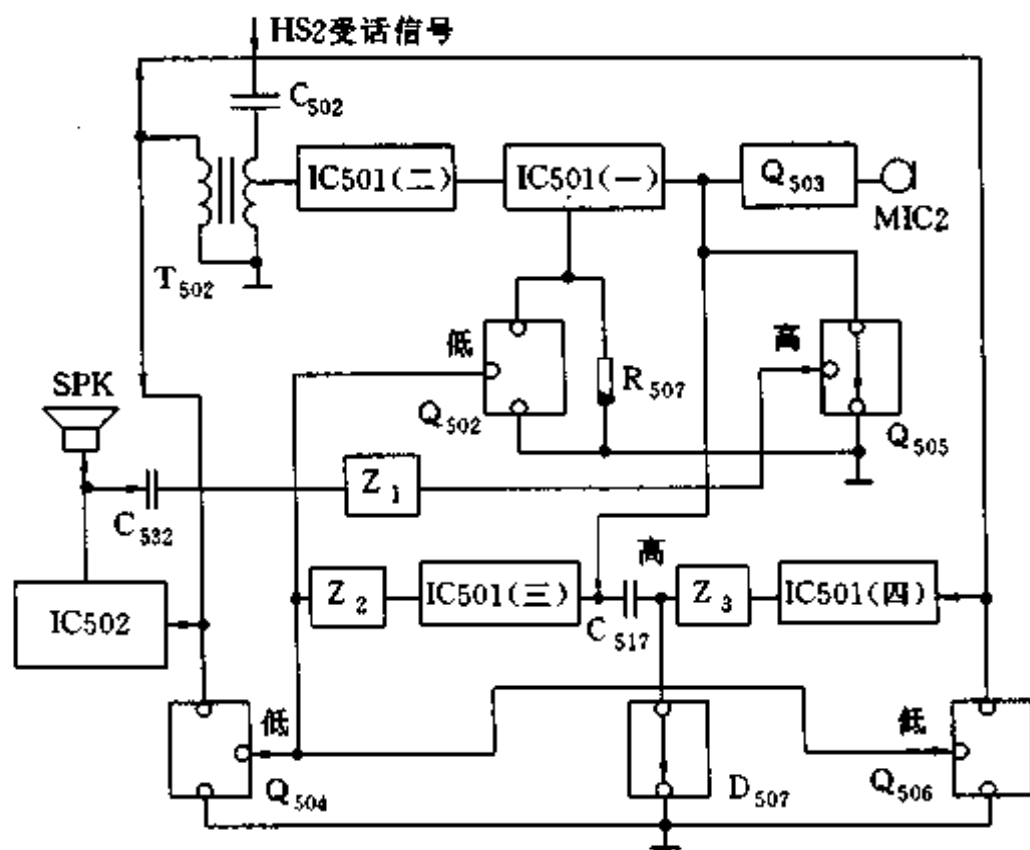 HS2受话信号
C502
IC501(二)
IC501(一)
Q503
MIC2
T502
低
高
SPK
R507
Q502
Q505
Z1
C532
高
Z2
IC501(三)
Z3
IC501(四)
IC502
C517
低
低
Q504
D507
Q506